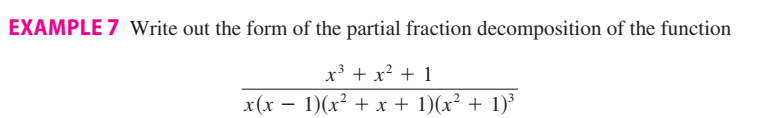 EXAMPLE 7 Write out the form of the partial fraction decomposition of the function
x³ + x² + 1
x(x − 1)(x² + x + 1)(x² + 1)³